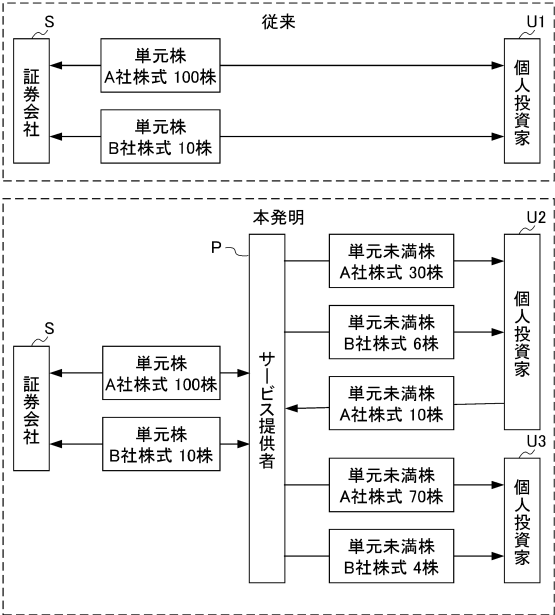 従来
S
U1
証券会社
単元株
A社株式 100株
単元株
B社株式 10株
個人投資家
本発明
P
U2
S
証券会社
単元株
A社株式 100株
単元株
B社株式 10株
サービス提供者
単元未満株
A社株式 30株
単元未満株
B社株式 6株
単元未満株
A社株式 10株
個人投資家
U3
単元未満株
A社株式 70株
単元未満株
B社株式 4株
個人投資家